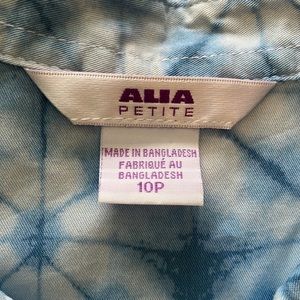 ALIA
PETITE
MADE IN BANGLADESH
FABRIQUÉ AU
BANGLADESH
10P